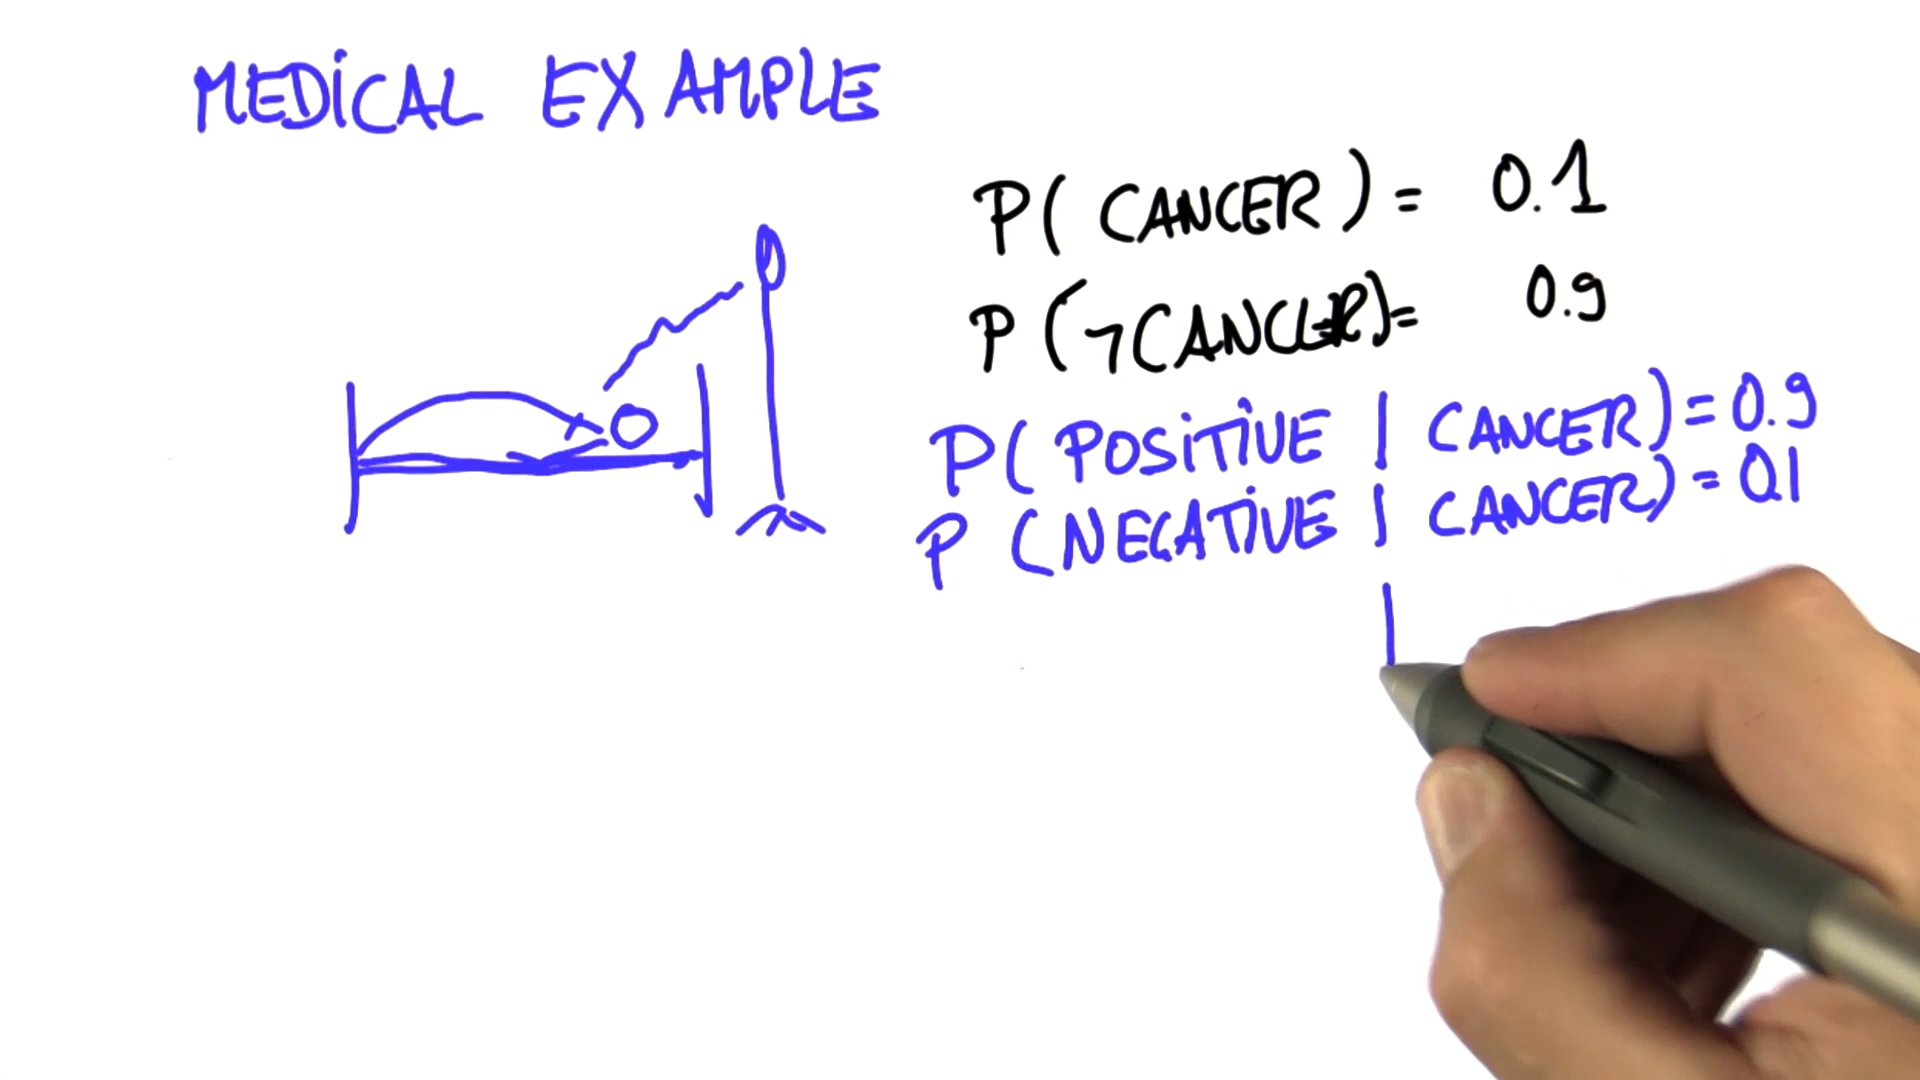 MEDICAL EXAMPLE
P( CANCER ) = 0.1
P (¬CANCER) = 0.9
P( POSITIVE | CANCER) = 0.9
P (NEGATIVE | CANCER) = 0.1
|